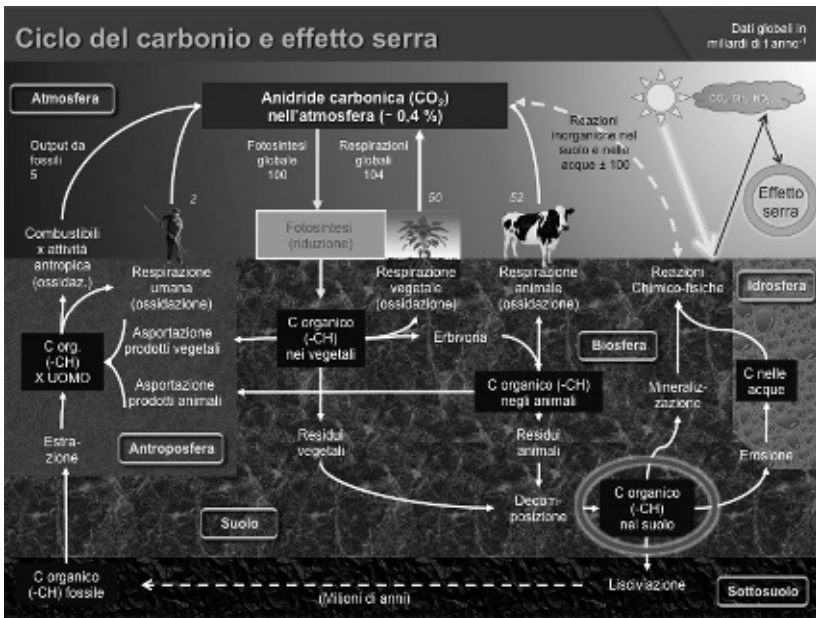 Ciclo del carbonio e effetto serra
Dati globali in
miliardi di t anno-¹
Atmosfera
Anidride carbonica (CO₂)
nell'atmosfera (~ 0,4 %)
Output da
fossili
5
Fotosintesi
globale
100
Respirazioni
globali
104
Reazioni
inorganiche nel
suolo e nelle
acque ± 100
Effetto
serra
2
50
52
Fotosintesi
(riduzione)
Combustibili
x attività
antropica
(ossidaz.)
Respirazione
umana
(ossidazione)
Respirazione
vegetale
(ossidazione)
Respirazione
animale
(ossidazione)
Reazioni
Chimico-fisiche
Idrosfera
C org.
(-CH)
X UOMO
Asportazione
prodotti vegetali
Asportazione
prodotti animali
C organico
(-CH)
nei vegetali
Erbivoria
Biosfera
C organico (-CH)
negli animali
Mineraliz-
zazione
C nelle
acque
Estra-
zione
Antroposfera
Residui
vegetali
Residui
animali
Erosione
Suolo
Decom-
posizione
C organico
(-CH)
nel suolo
C organico
(-CH) fossile
(Milioni di anni)
Lisciviazione
Sottosuolo